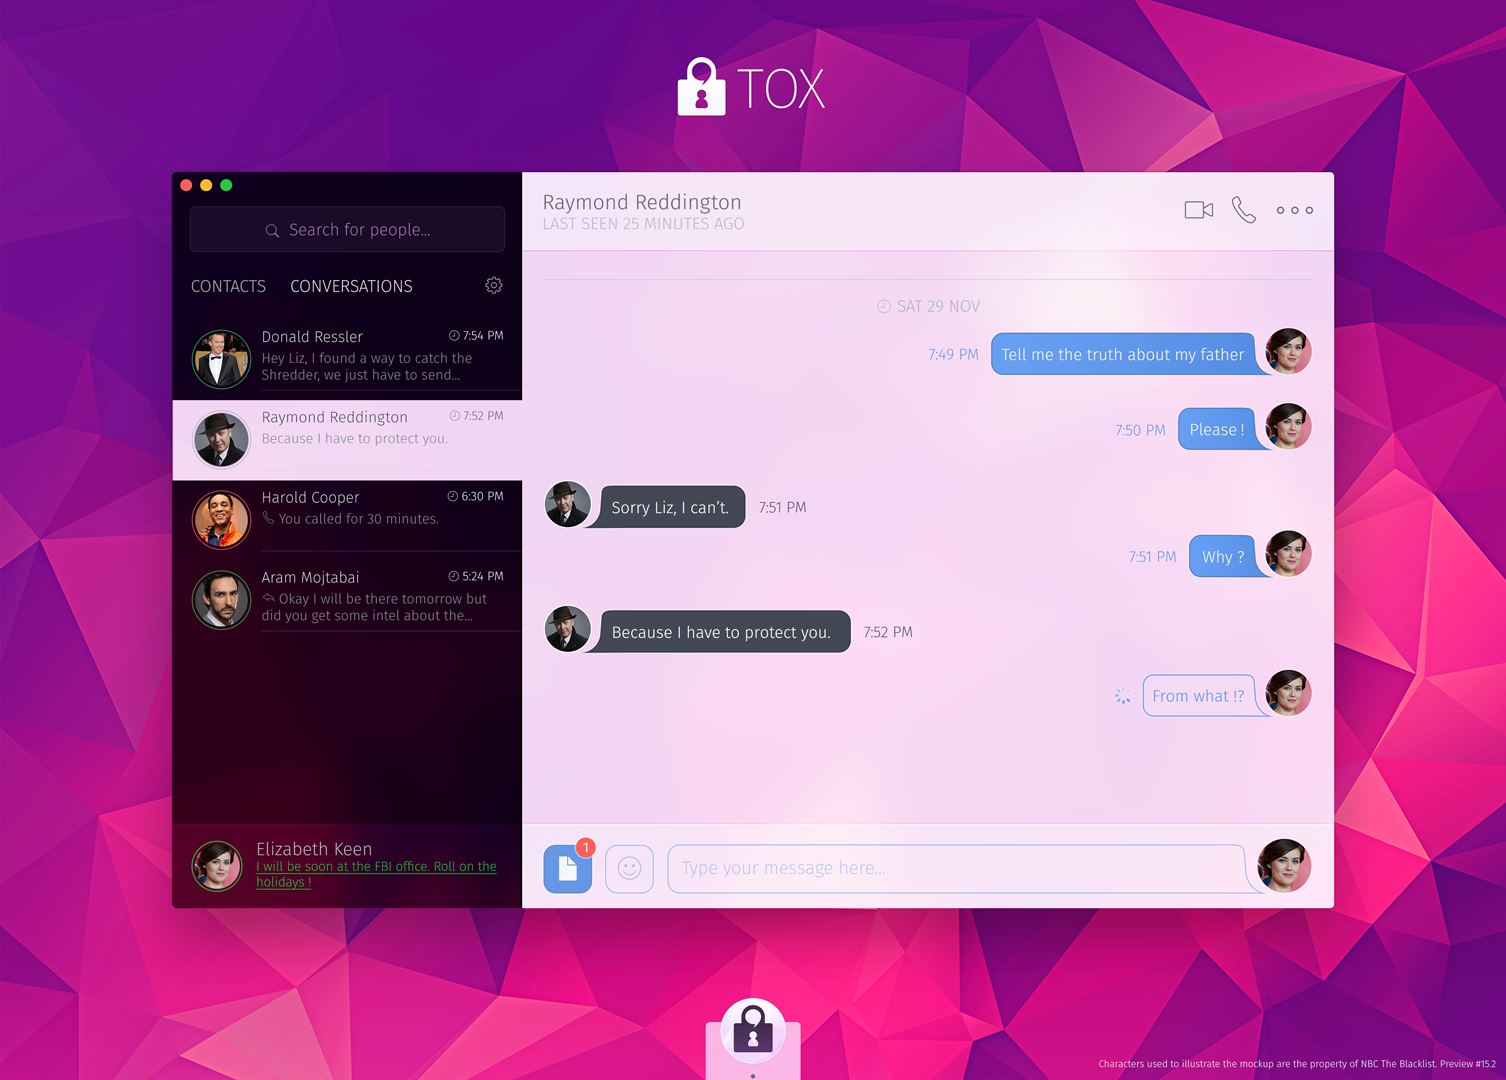 TOX
Search for people...
CONTACTS CONVERSATIONS
Donald Ressler 7:54 PM
Hey Liz, I found a way to catch the
Shredder, we just have to send...
Raymond Reddington 7:52 PM
Because I have to protect you.
Harold Cooper 6:30 PM
You called for 30 minutes.
Aram Mojtabai 5:24 PM
Okay I will be there tomorrow but
did you get some intel about the...
Elizabeth Keen
I will be soon at the FBI office. Roll on the
holidays !
Raymond Reddington
LAST SEEN 25 MINUTES AGO
SAT 29 NOV
7:49 PM Tell me the truth about my father
7:50 PM Please !
Sorry Liz, I can't. 7:51 PM
7:51 PM Why ?
Because I have to protect you. 7:52 PM
From what !?
1
Type your message here...
Characters used to illustrate the mockup are the property of NBC The Blacklist. Preview #15.2